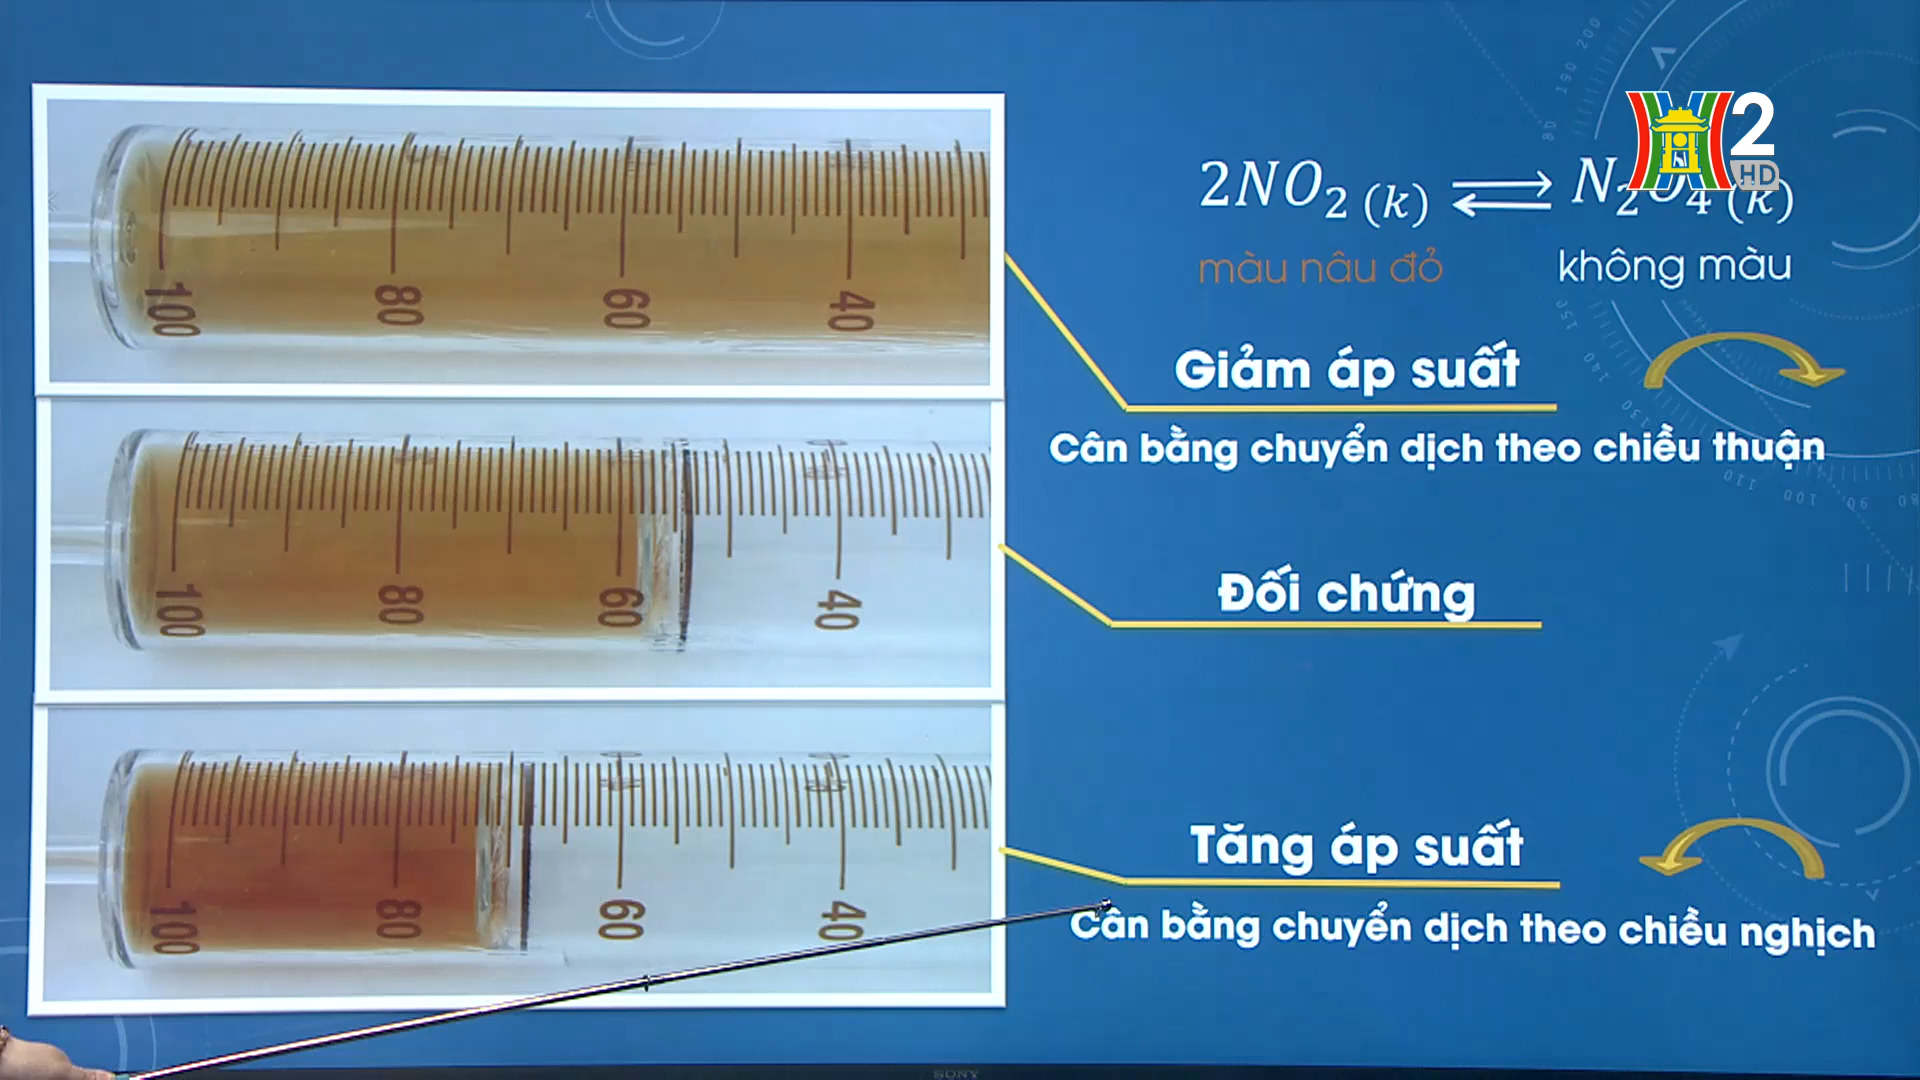 2NO₂ (k) ⇌ N₂O₄ (k)
màu nâu đỏ
không màu
2
HD
Giảm áp suất
Cân bằng chuyển dịch theo chiều thuận
Đối chứng
Tăng áp suất
Cân bằng chuyển dịch theo chiều nghịch
100 80 60 40
100 80 60 40
100 80 60 40
SONY